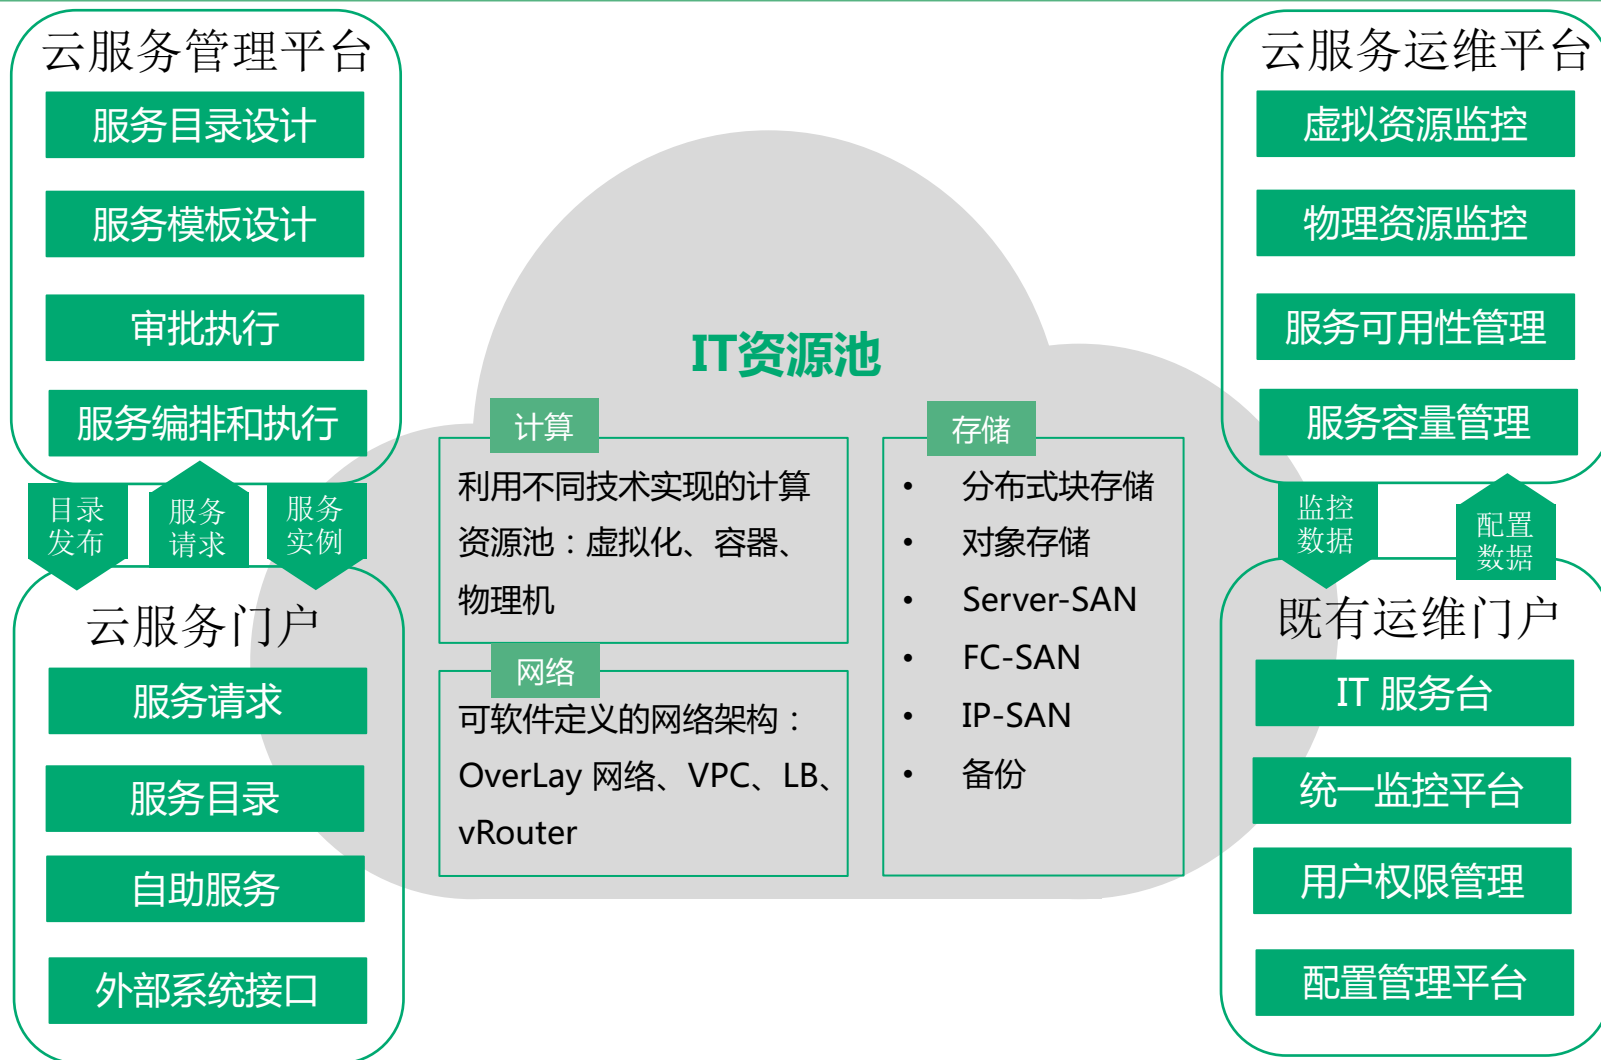 云服务管理平台
服务目录设计
服务模板设计
审批执行
服务编排和执行
目录
发布
服务
请求
服务
实例
云服务门户
服务请求
服务目录
自助服务
外部系统接口
IT资源池
计算
利用不同技术实现的计算
资源池：虚拟化、容器、
物理机
网络
可软件定义的网络架构：
OverLay 网络、VPC、LB、
vRouter
存储
• 分布式块存储
• 对象存储
• Server-SAN
• FC-SAN
• IP-SAN
• 备份
云服务运维平台
虚拟资源监控
物理资源监控
服务可用性管理
服务容量管理
监控
数据
配置
数据
既有运维门户
IT 服务台
统一监控平台
用户权限管理
配置管理平台